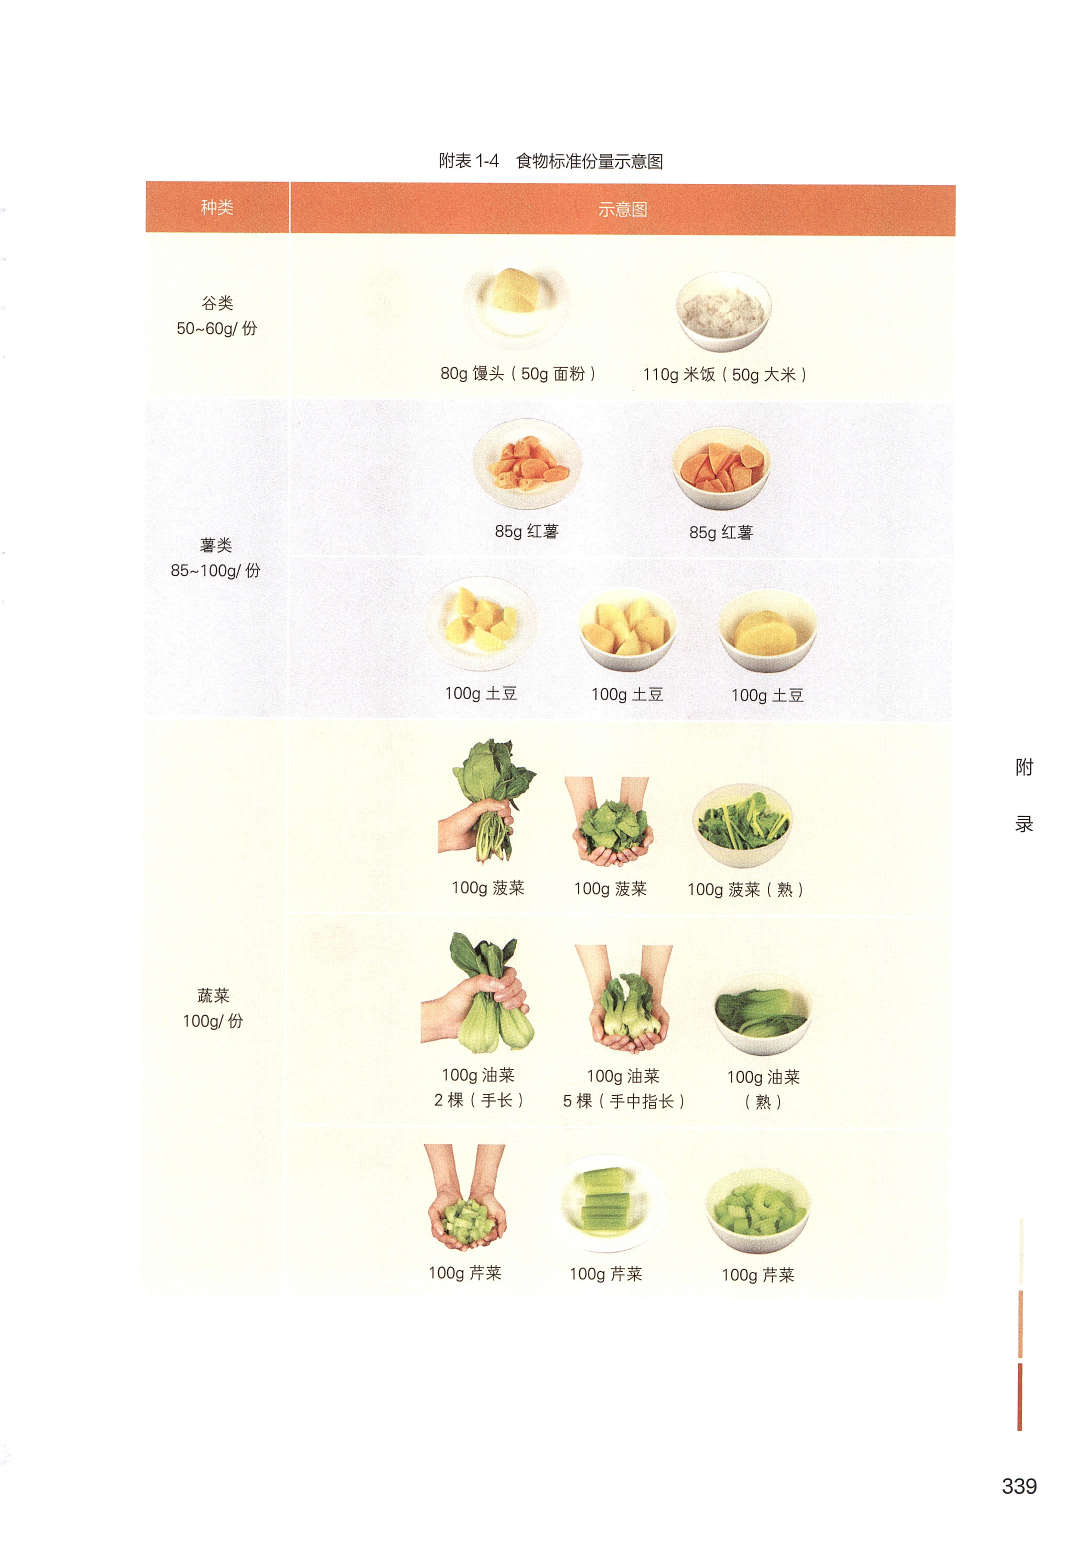 附表 1-4 食物标准份量示意图
种类
示意图
谷类
50~60g/ 份
80g 馒头（50g 面粉）
110g 米饭（50g 大米）
薯类
85~100g/ 份
85g 红薯
85g 红薯
100g 土豆
100g 土豆
100g 土豆
蔬菜
100g/ 份
100g 菠菜
100g 菠菜
100g 菠菜（熟）
100g 油菜
2 棵（手长）
100g 油菜
5 棵（手中指长）
100g 油菜
（熟）
100g 芹菜
100g 芹菜
100g 芹菜
附
录
339